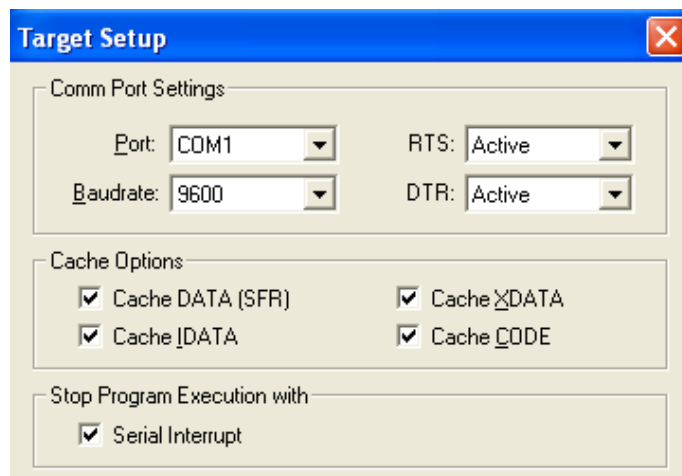 Target Setup
Comm Port Settings
Port: COM1 RTS: Active
Baudrate: 9600 DTR: Active
Cache Options
Cache DATA (SFR) Cache XDATA
Cache IDATA Cache CODE
Stop Program Execution with
Serial Interrupt